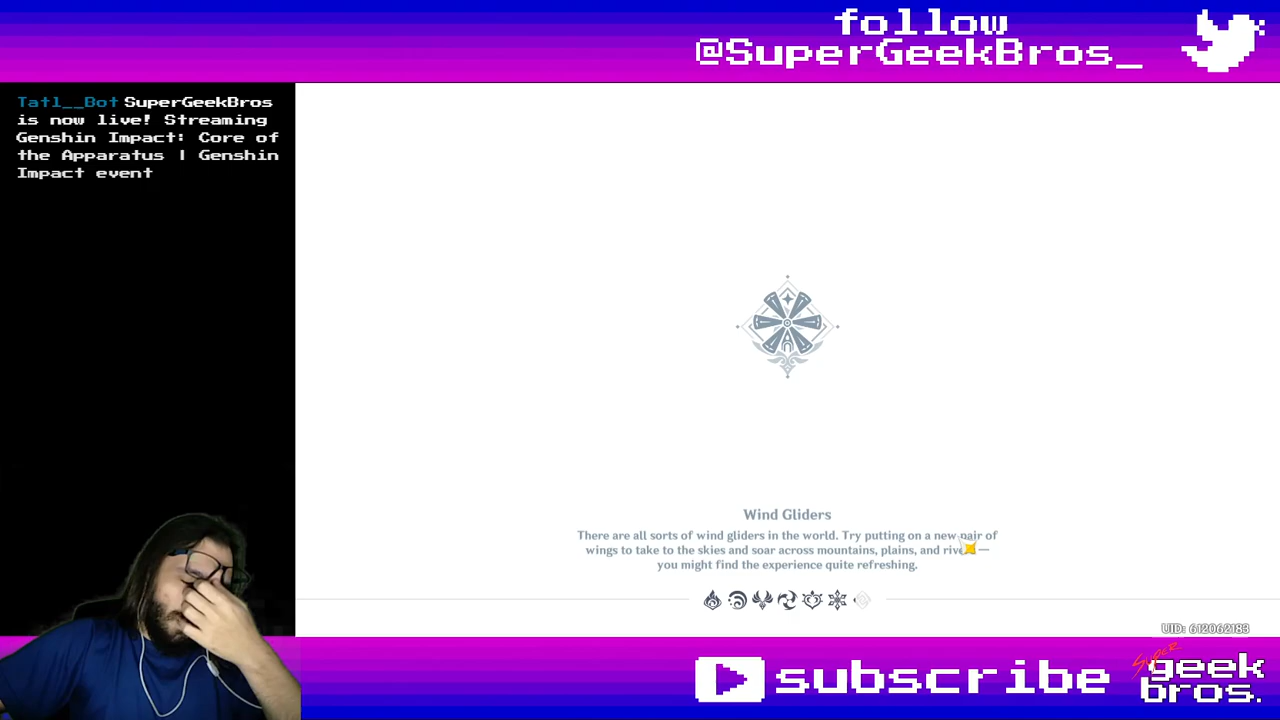 follow
@SuperGeekBros_
Tatl__Bot SuperGeekBros
is now live! Streaming
Genshin Impact: Core of
the Apparatus | Genshin
Impact event
Wind Gliders
There are all sorts of wind gliders in the world. Try putting on a new pair of
wings to take to the skies and soar across mountains, plains, and —
you might find the experience quite refreshing.
UID: 612062183
subscribe
super
geek
bros.